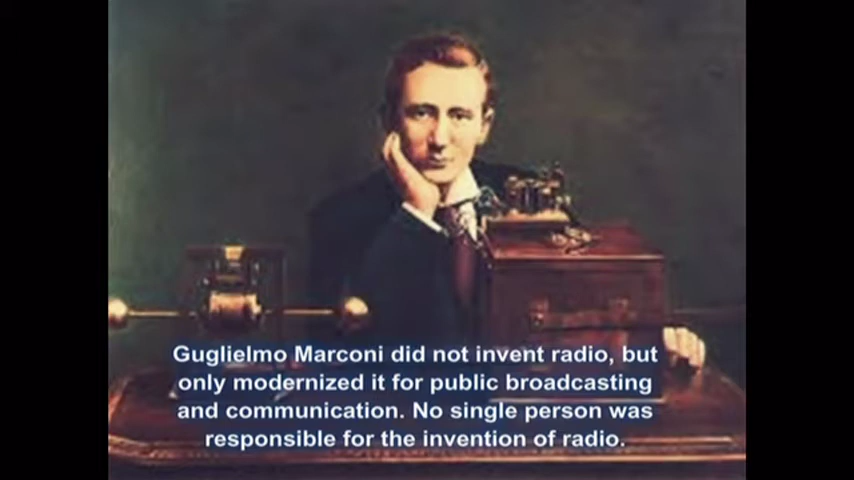 Guglielmo Marconi did not invent radio, but
only modernized it for public broadcasting
and communication. No single person was
responsible for the invention of radio.